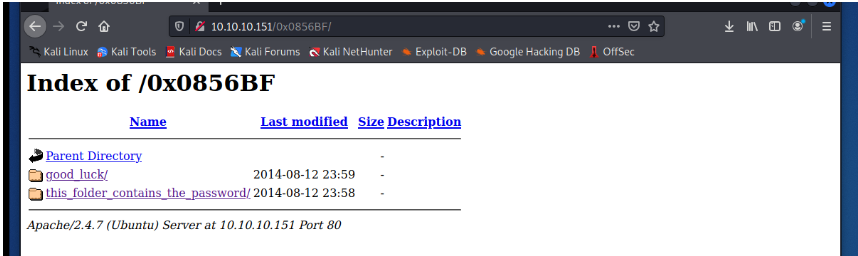 Index of /0x0856BF
10.10.10.151/0x0856BF/
Kali Linux Kali Tools Kali Docs Kali Forums Kali NetHunter Exploit-DB Google Hacking DB OffSec
Index of /0x0856BF
Name Last modified Size Description
Parent Directory -
good_luck/ 2014-08-12 23:59 -
this_folder_contains_the_password/ 2014-08-12 23:58 -
Apache/2.4.7 (Ubuntu) Server at 10.10.10.151 Port 80